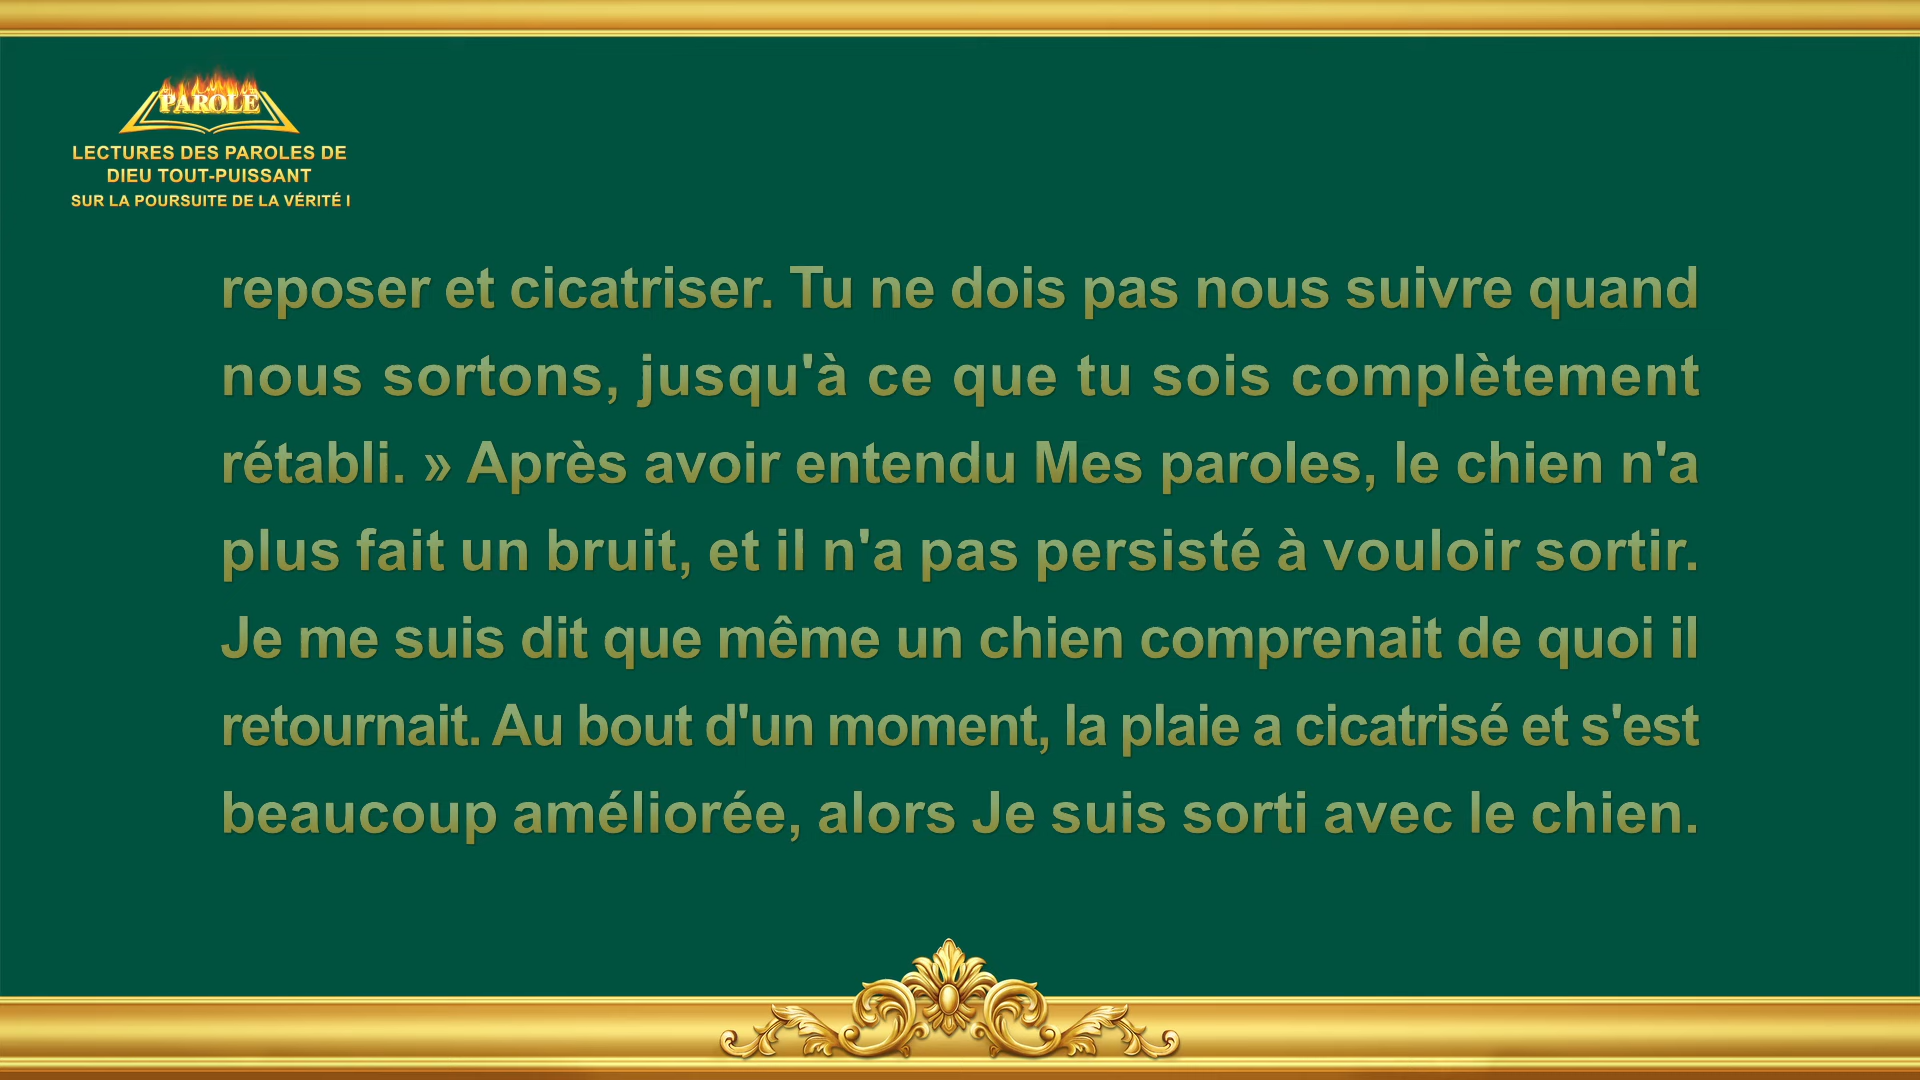 PAROLE
LECTURES DES PAROLES DE
DIEU TOUT-PUISSANT
SUR LA POURSUITE DE LA VÉRITÉ I
reposer et cicatriser. Tu ne dois pas nous suivre quand
nous sortons, jusqu'à ce que tu sois complètement
rétabli. » Après avoir entendu Mes paroles, le chien n'a
plus fait un bruit, et il n'a pas persisté à vouloir sortir.
Je me suis dit que même un chien comprenait de quoi il
retournait. Au bout d'un moment, la plaie a cicatrisé et s'est
beaucoup améliorée, alors Je suis sorti avec le chien.